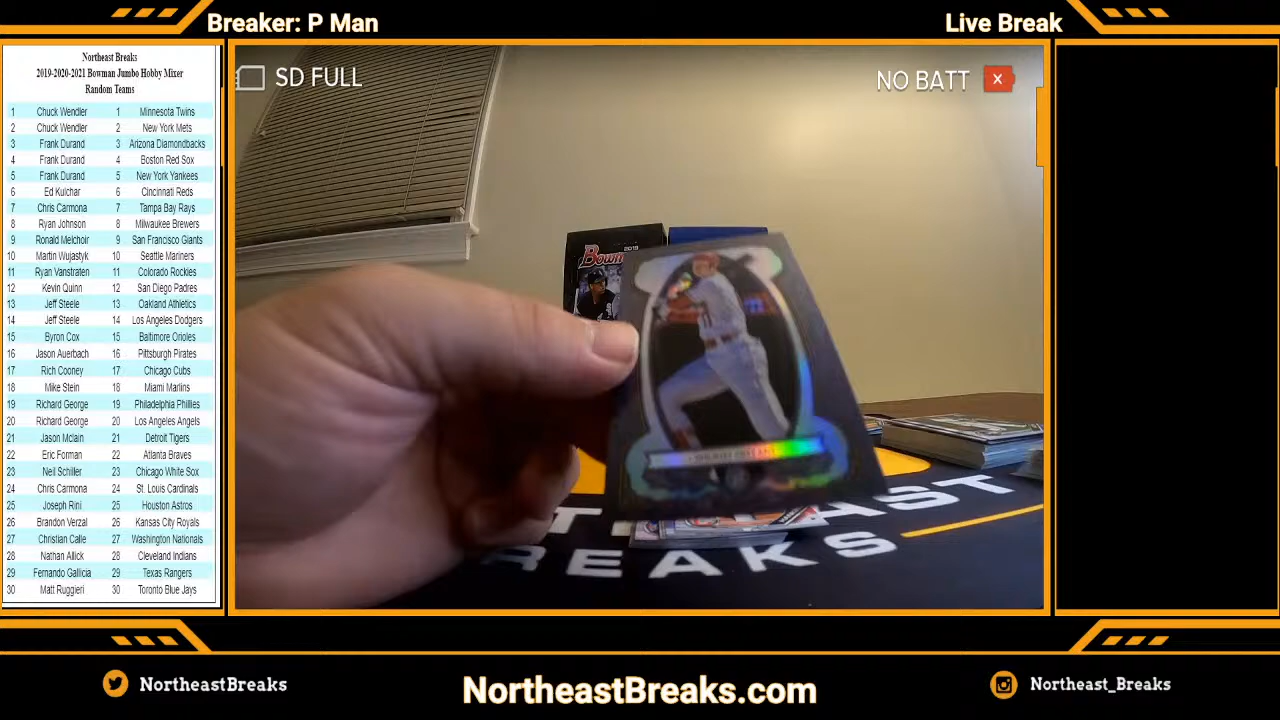 Breaker: P Man
Live Break
Northeast Breaks
2019-2020-2021 Bowman Jumbo Hobby Mixer
Random Teams
1 Chuck Wendler 1 Minnesota Twins
2 Chuck Wendler 2 New York Mets
3 Frank Durand 3 Arizona Diamondbacks
4 Frank Durand 4 Boston Red Sox
5 Frank Durand 5 New York Yankees
6 Ed Kulchar 6 Cincinnati Reds
7 Chris Carmona 7 Tampa Bay Rays
8 Ryan Johnson 8 Milwaukee Brewers
9 Ronald Melchoir 9 San Francisco Giants
10 Martin Wujastyk 10 Seattle Mariners
11 Ryan Vanstraten 11 Colorado Rockies
12 Kevin Quinn 12 San Diego Padres
13 Jeff Steele 13 Oakland Athletics
14 Jeff Steele 14 Los Angeles Dodgers
15 Byron Cox 15 Baltimore Orioles
16 Jason Auerbach 16 Pittsburgh Pirates
17 Rich Cooney 17 Chicago Cubs
18 Mike Stein 18 Miami Marlins
19 Richard George 19 Philadelphia Phillies
20 Richard George 20 Los Angeles Angels
21 Jason Mclain 21 Detroit Tigers
22 Eric Forman 22 Atlanta Braves
23 Neil Schiller 23 Chicago White Sox
24 Chris Carmona 24 St. Louis Cardinals
25 Joseph Rini 25 Houston Astros
26 Brandon Verzal 26 Kansas City Royals
27 Christian Calle 27 Washington Nationals
28 Nathan Allick 28 Cleveland Indians
29 Fernando Gallicia 29 Texas Rangers
30 Matt Ruggieri 30 Toronto Blue Jays
SD FULL
NO BATT
Bowm
T AST
BREAKS
NortheastBreaks
NortheastBreaks.com
Northeast_Breaks